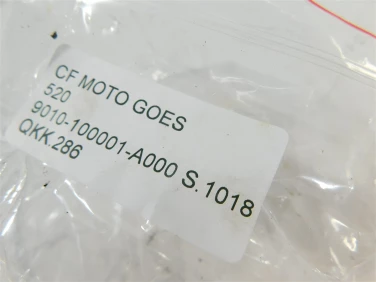 CF MOTO GOES
520
9010-100001-A000 S.1018
QKK.286